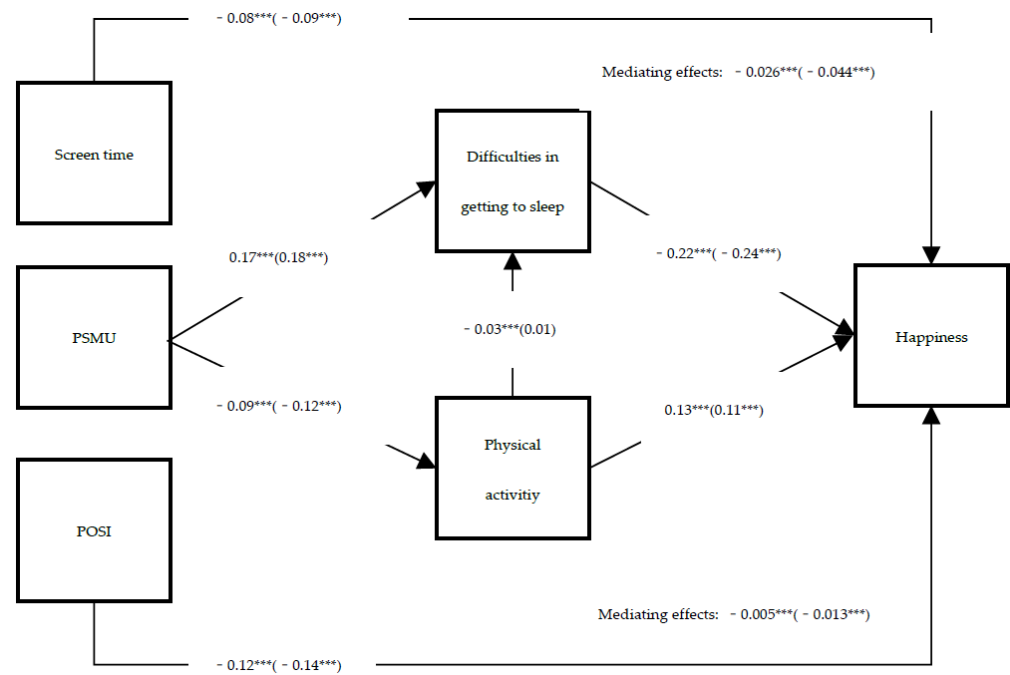 - 0.08***( - 0.09***)
Mediating effects: - 0.026***( - 0.044***)
Screen time
Difficulties in
getting to sleep
0.17***(0.18***)
- 0.22***( - 0.24***)
PSMU
- 0.03***(0.01)
Happiness
- 0.09***( - 0.12***)
0.13***(0.11***)
Physical
activitiy
POSI
Mediating effects: - 0.005***( - 0.013***)
- 0.12***( - 0.14***)